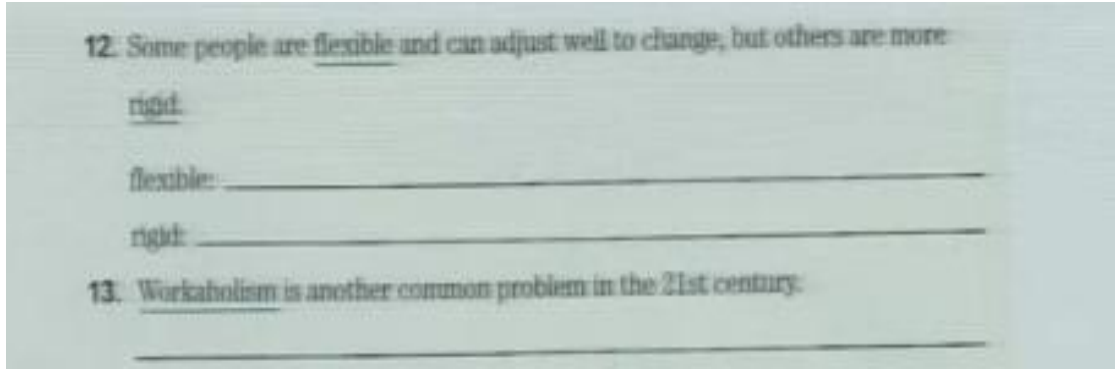 12. Some people are flexible and can adjust well to change, but others are more
rigid.
flexible:
rigid:
13. Workaholism is another common problem in the 21st century.